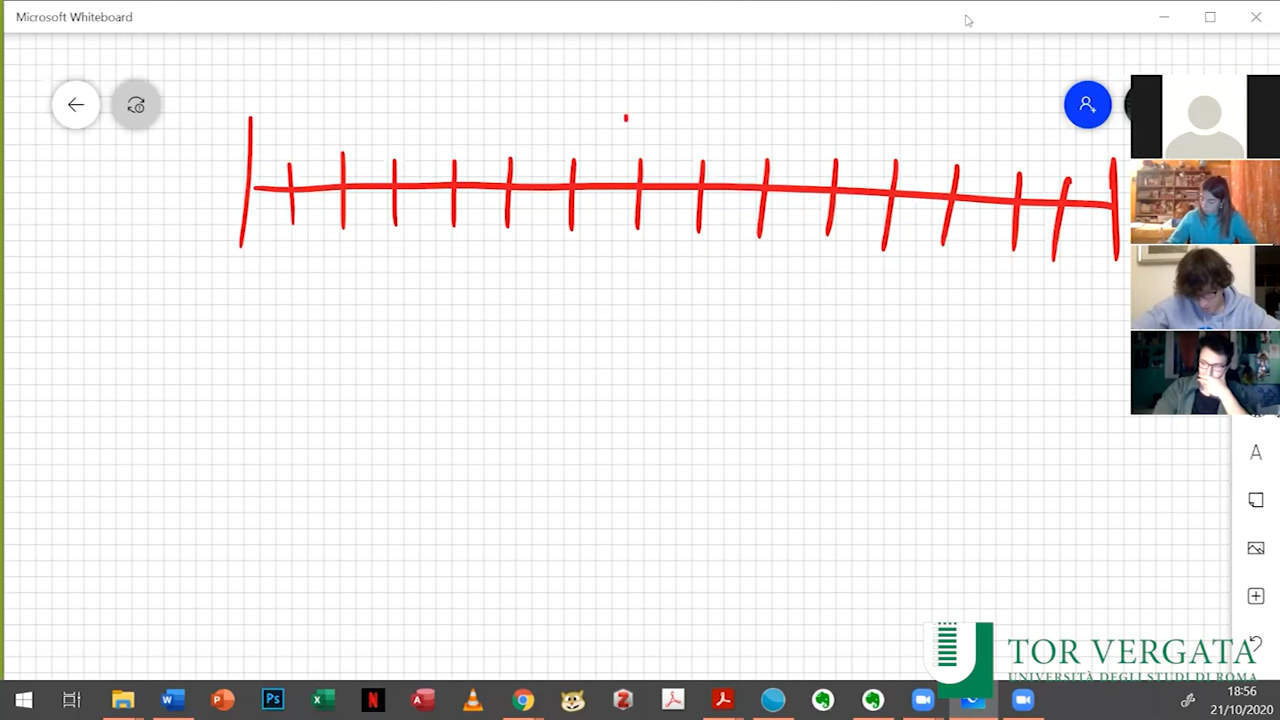 Microsoft Whiteboard
A
TOR VERGATA
UNIVERSITÀ DEGLI STUDI DI ROMA
18:56
21/10/2020